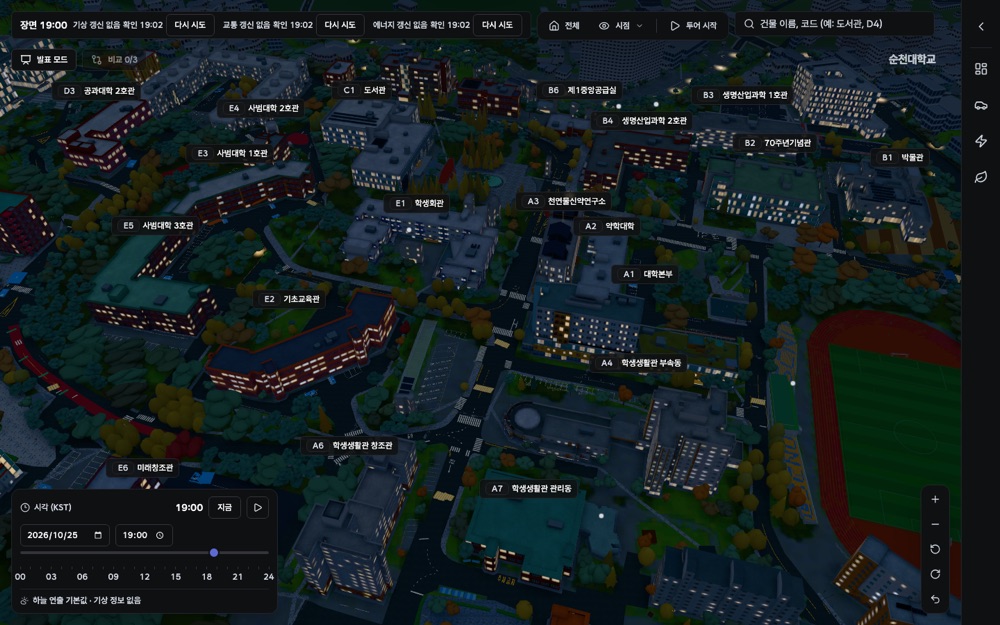 장면 19:00 기상 갱신 없음 확인 19:02 다시 시도 교통 갱신 없음 확인 19:02 다시 시도 에너지 갱신 없음 확인 19:02 다시 시도
전체 시점 투어 시작
건물 이름, 코드 (예: 도서관, D4)
발표 모드 비교 0/3
순천대학교
D3 공과대학 2호관
C1 도서관
B6 제1중앙공급실
B3 생명산업과학 1호관
E4 사범대학 2호관
B4 생명산업과학 2호관
B2 70주년기념관
E3 사범대학 1호관
B1 박물관
E1 학생회관
A3 천연물신약연구소
E5 사범대학 3호관
A2 약학대학
A1 대학본부
E2 기초교육관
A4 학생생활관 부속동
A6 학생생활관 창조관
E6 미래창조관
A7 학생생활관 관리동
시각 (KST) 19:00 지금
2026/10/25 19:00
00 03 06 09 12 15 18 21 24
하늘 연출 기본값 · 기상 정보 없음